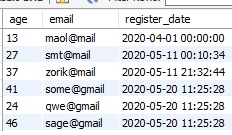 age email register_date
13 maol@mail 2020-04-01 00:00:00
27 smt@mail 2020-05-11 00:10:34
37 zorik@mail 2020-05-11 21:32:44
41 some@gmail 2020-05-20 11:25:28
24 qwe@gmail 2020-05-20 11:25:28
46 sage@gmail 2020-05-20 11:25:28